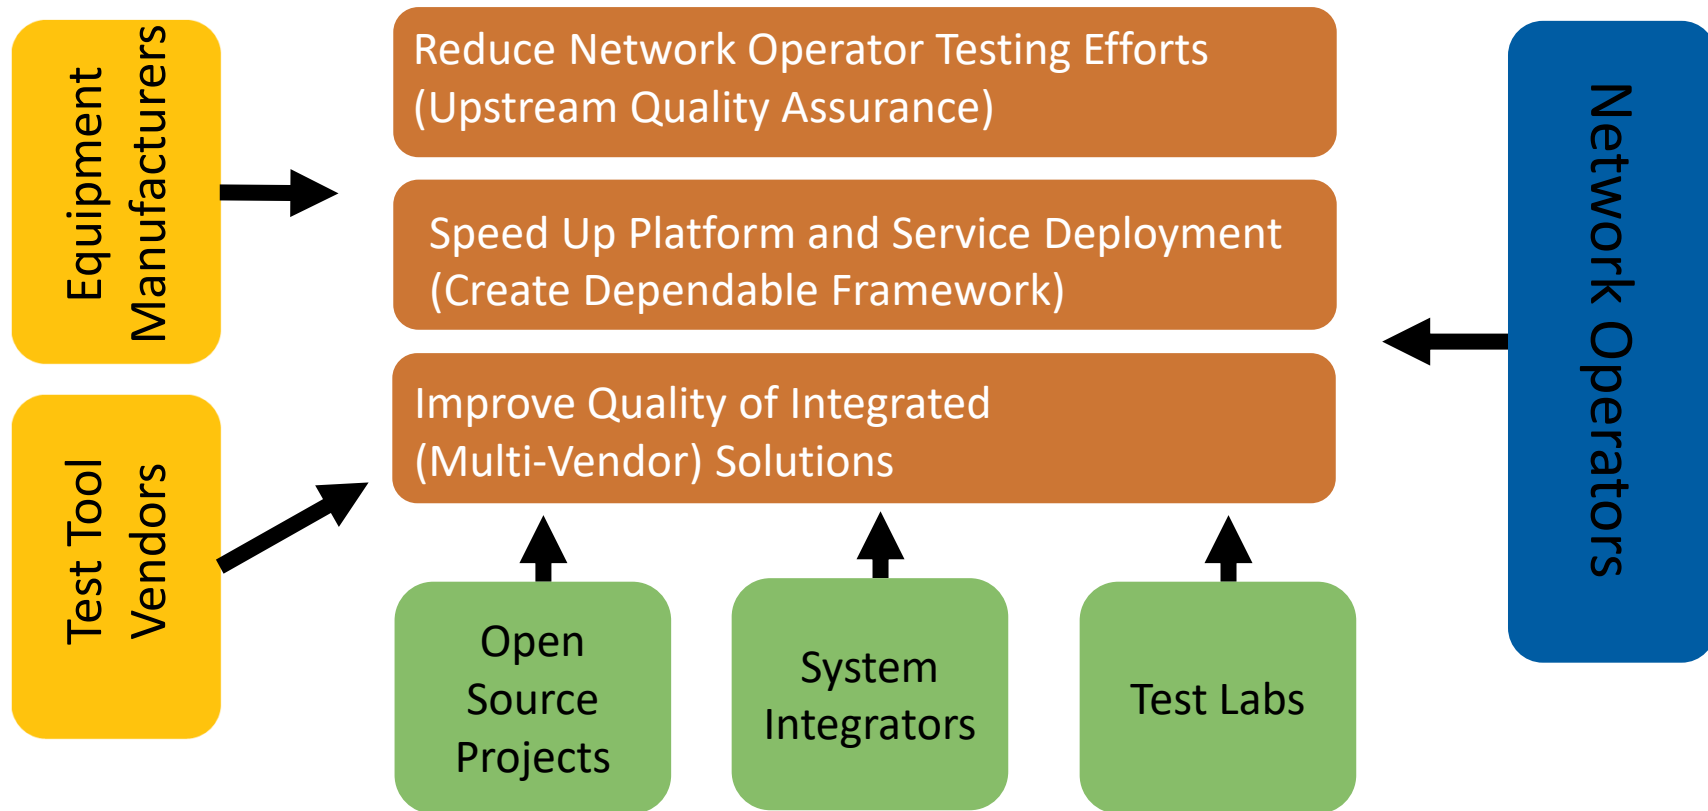 Equipment
Manufacturers
Test Tool
Vendors
Reduce Network Operator Testing Efforts
(Upstream Quality Assurance)
Speed Up Platform and Service Deployment
(Create Dependable Framework)
Improve Quality of Integrated
(Multi-Vendor) Solutions
Open
Source
Projects
System
Integrators
Test Labs
Network Operators